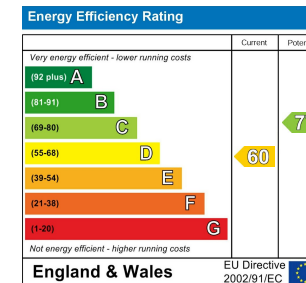 Energy Efficiency Rating
Current
Very energy efficient - lower running costs
(92 plus) A
(81-91) B
(69-80) C
(55-68) D
60
(39-54) E
(21-38) F
(1-20) G
Not energy efficient - higher running costs
England & Wales
EU Directive
2002/91/EC